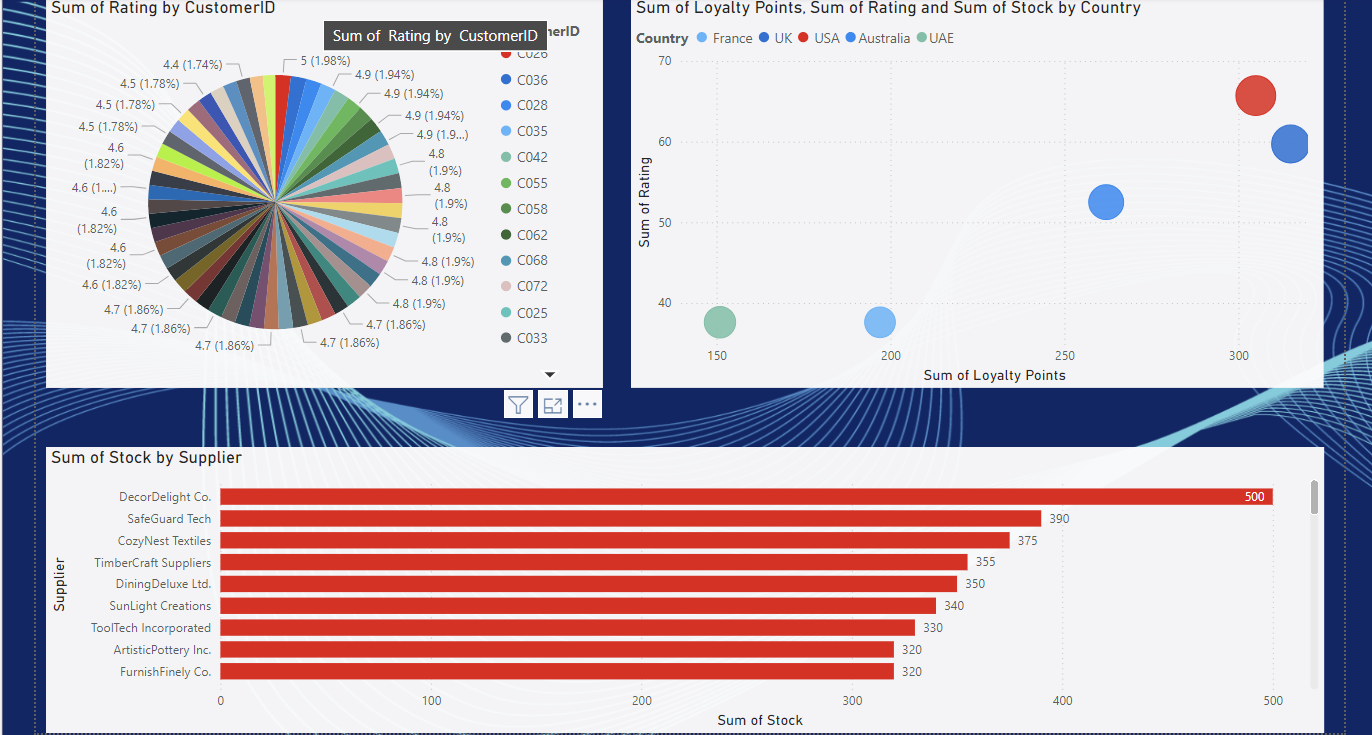 Sum of Rating by CustomerID
Sum of  Rating by  CustomerID
C026
C036
C028
C035
C042
C055
C058
C062
C068
C072
C025
C033
5 (1.98%)
4.9 (1.94%)
4.9 (1.94%)
4.9 (1.94%)
4.9 (1.9...)
4.8
(1.9%)
4.8
(1.9%)
4.8
(1.9%)
4.8 (1.9%)
4.8 (1.9%)
4.8 (1.9%)
4.7 (1.86%)
4.7 (1.86%)
4.7 (1.86%)
4.7 (1.86%)
4.7 (1.86%)
4.6 (1.82%)
4.6
(1.82%)
4.6
(1.82%)
4.6 (1....)
4.6
(1.82%)
4.5 (1.78%)
4.5 (1.78%)
4.5 (1.78%)
4.4 (1.74%)
Sum of Loyalty Points, Sum of Rating and Sum of Stock by Country
Country France UK USA Australia UAE
Sum of Rating
70
60
50
40
150 200 250 300
Sum of Loyalty Points
Sum of Stock by Supplier
Supplier
DecorDelight Co. 500
SafeGuard Tech 390
CozyNest Textiles 375
TimberCraft Suppliers 355
DiningDeluxe Ltd. 350
SunLight Creations 340
ToolTech Incorporated 330
ArtisticPottery Inc. 320
FurnishFinely Co. 320
0 100 200 300 400 500
Sum of Stock